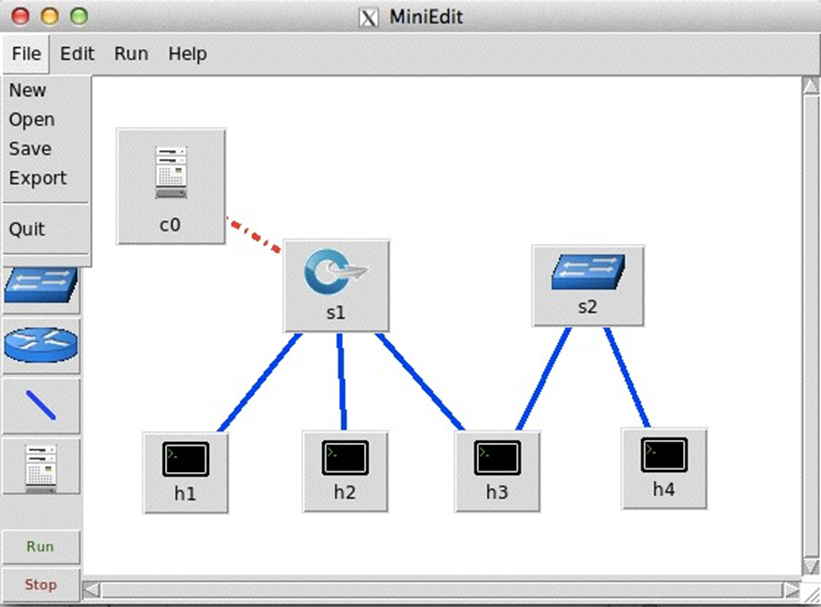 MiniEdit
File Edit Run Help
New
Open
Save
Export
Quit
c0
s1
s2
h1
h2
h3
h4
Run
Stop